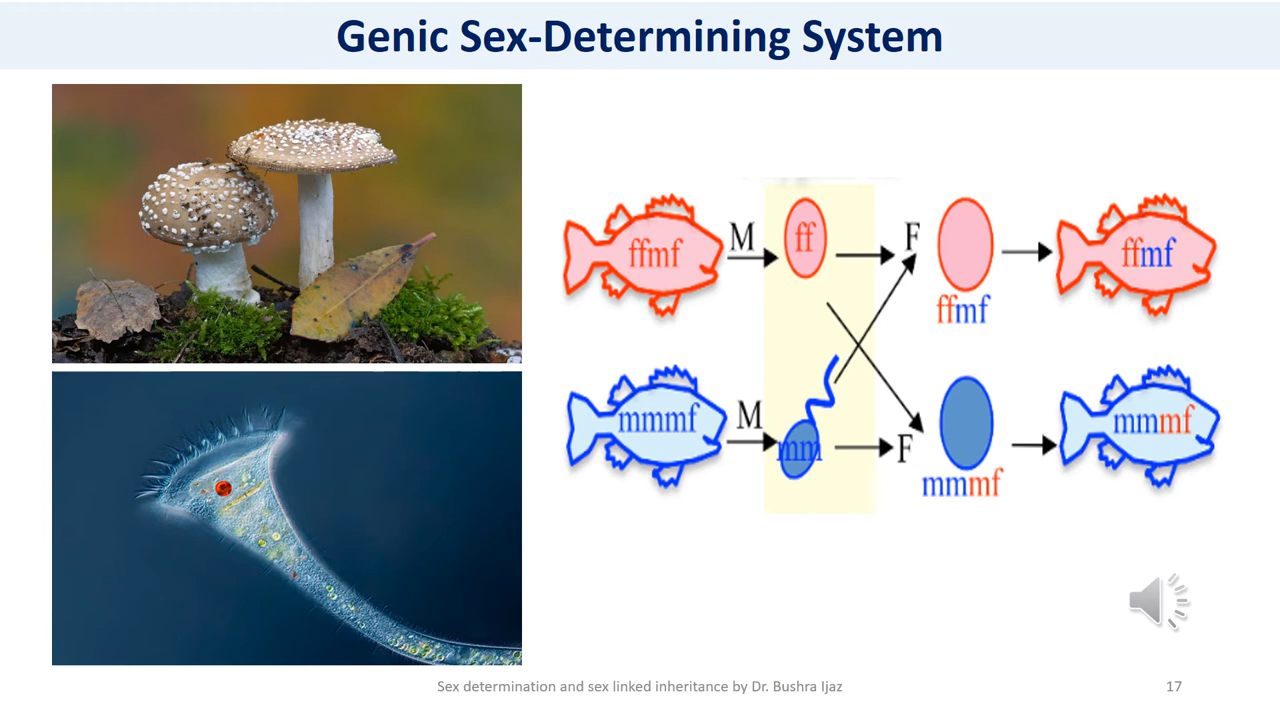 Genic Sex-Determining System
ffmf M ff F ffmf
ffmf
mmmf M mm F mmmf
mmmf
Sex determination and sex linked inheritance by Dr. Bushra Ijaz 17